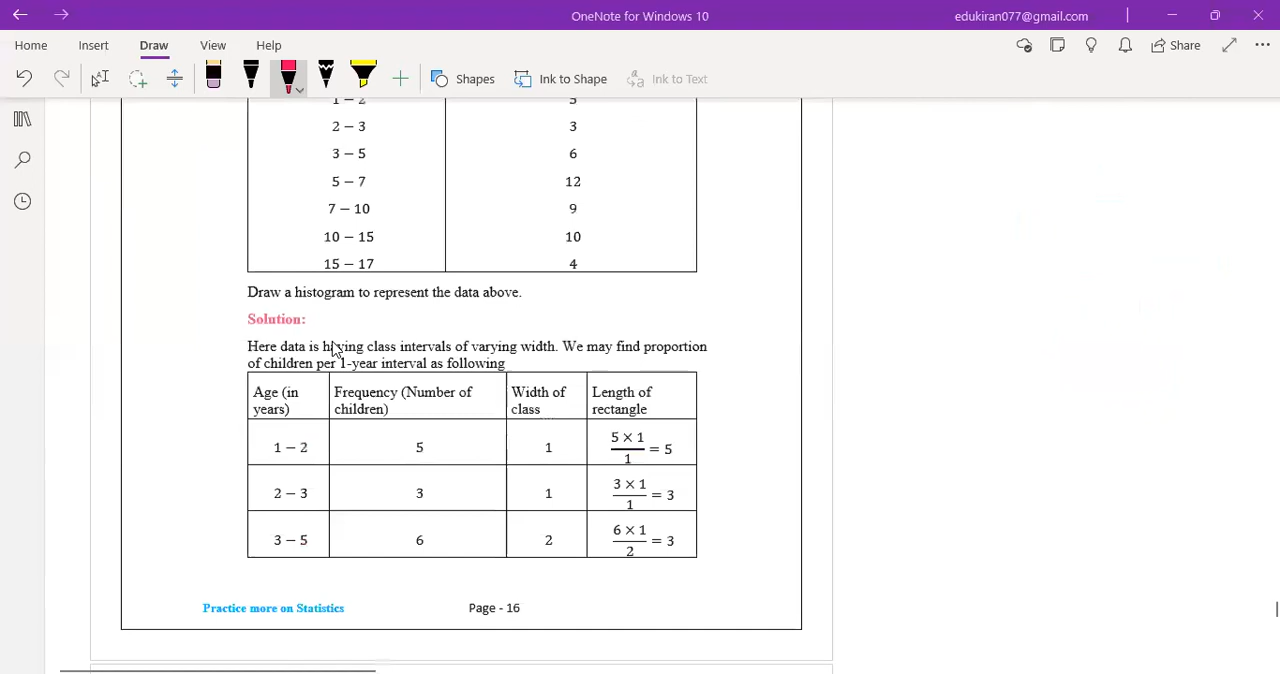 OneNote for Windows 10
edukiran077@gmail.com
Home
Insert
Draw
View
Help
Share
Shapes
Ink to Shape
Ink to Text
1 – 2 5
2 – 3 3
3 – 5 6
5 – 7 12
7 – 10 9
10 – 15 10
15 – 17 4
Draw a histogram to represent the data above.
Solution:
Here data is having class intervals of varying width. We may find proportion
of children per 1-year interval as following
Age (in years)
Frequency (Number of children)
Width of class
Length of rectangle
1 – 2 5 1 5 × 1 / 1 = 5
2 – 3 3 1 3 × 1 / 1 = 3
3 – 5 6 2 6 × 1 / 2 = 3
Practice more on Statistics
Page - 16